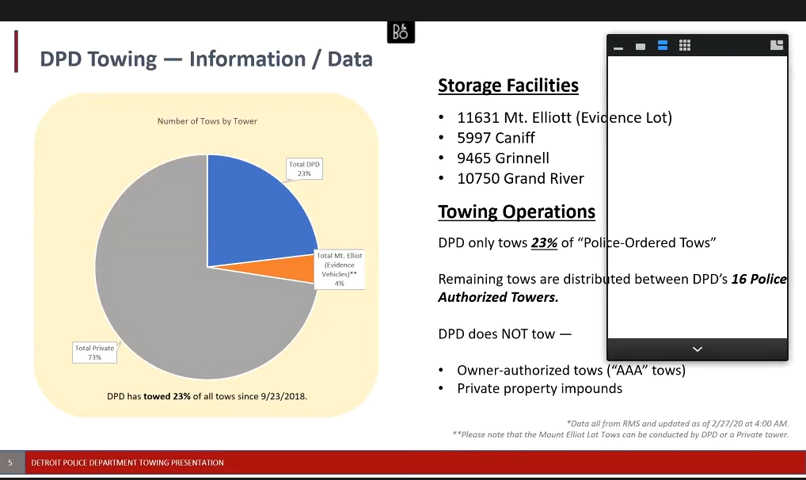 B&BO
DPD Towing — Information / Data
Number of Tows by Tower
Total DPD
23%
Total Mt. Elliot
(Evidence
Vehicles)**
4%
Total Private
73%
DPD has towed 23% of all tows since 9/23/2018.
Storage Facilities
• 11631 Mt. Elliott (Evidence Lot)
• 5997 Caniff
• 9465 Grinnell
• 10750 Grand River
Towing Operations
DPD only tows 23% of “Police-Ordered Tows”
Remaining tows are distributed between DPD’s 16 Police
Authorized Towers.
DPD does NOT tow —
• Owner-authorized tows (“AAA” tows)
• Private property impounds
*Data all from RMS and updated as of 2/27/20 at 4:00 AM.
**Please note that the Mount Elliot Lot Tows can be conducted by DPD or a Private tower.
5 DETROIT POLICE DEPARTMENT TOWING PRESENTATION